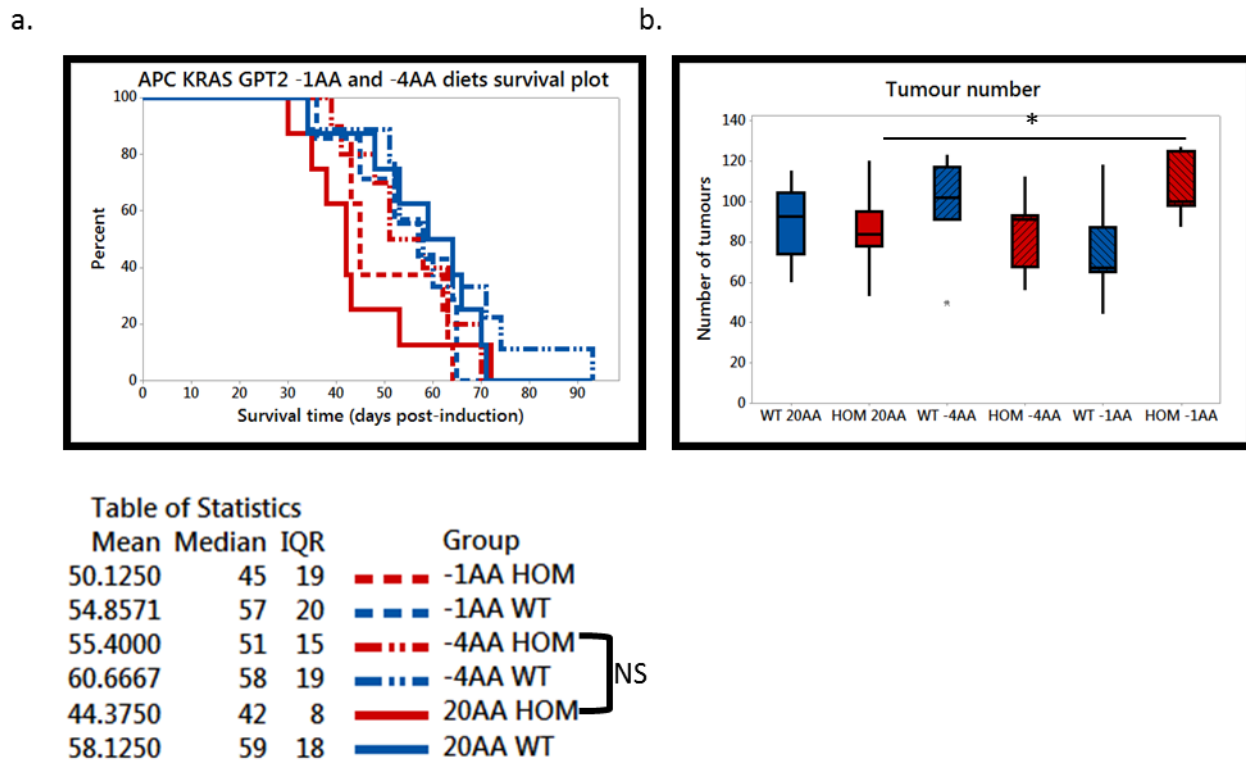 a.
APC KRAS GPT2 -1AA and -4AA diets survival plot
100
80
60
40
20
0
Percent
0 10 20 30 40 50 60 70 80 90
Survival time (days post-induction)
b.
Tumour number
*
140
120
100
80
60
40
20
0
Number of tumours
WT 20AA HOM 20AA WT -4AA HOM -4AA WT -1AA HOM -1AA
Table of Statistics
Mean Median IQR Group
50.1250 45 19 -1AA HOM
54.8571 57 20 -1AA WT
55.4000 51 15 -4AA HOM
60.6667 58 19 -4AA WT
44.3750 42 8 20AA HOM
58.1250 59 18 20AA WT
NS